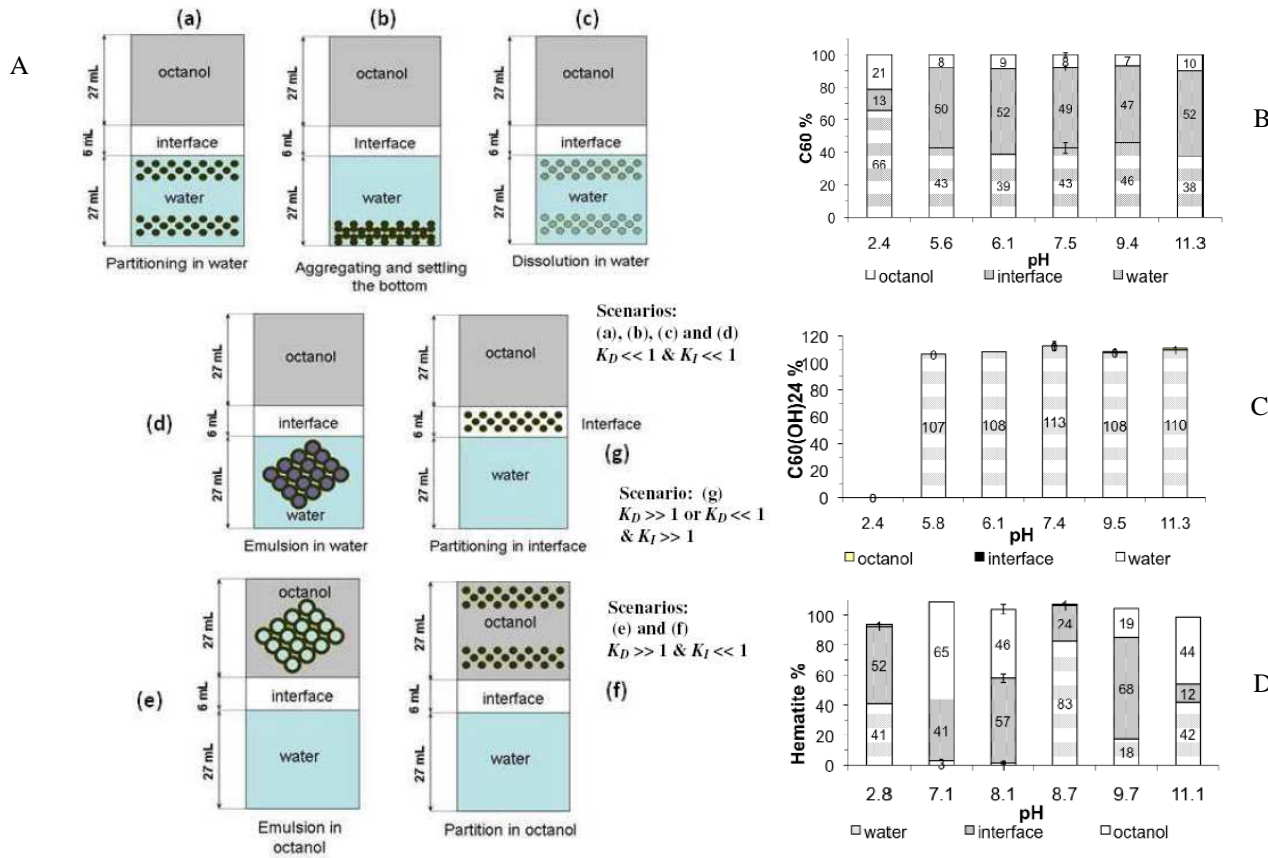 A
(a)
(b)
(c)
27 mL
6 mL
27 mL
octanol
interface
water
Partitioning in water
27 mL
6 mL
27 mL
octanol
Interface
water
Aggregating and settling
the bottom
27 mL
6 mL
27 mL
octanol
interface
water
Dissolution in water
(d)
27 mL
6 mL
27 mL
octanol
interface
water
Emulsion in water
27 mL
6 mL
27 mL
octanol
Interface
water
Partitioning in interface
(g)
Scenarios:
(a), (b), (c) and (d)
K_D << 1 & K_I << 1
Scenario: (g)
K_D >> 1 or K_D << 1
& K_I >> 1
(e)
27 mL
6 mL
27 mL
octanol
interface
water
Emulsion in
octanol
27 mL
6 mL
27 mL
octanol
interface
water
Partition in octanol
(f)
Scenarios:
(e) and (f)
K_D >> 1 & K_I << 1
B
C60 %
100
80
60
40
20
0
21 8 9 8 7 10
13 50 52 49 47 52
66 43 39 43 46 38
2.4 5.6 6.1 7.5 9.4 11.3
pH
octanol interface water
C
C60(OH)24 %
120
100
80
60
40
20
0
0 1
107 108 113 108 110
0
2.4 5.8 6.1 7.4 9.5 11.3
pH
octanol interface water
D
Hematite %
100
80
60
40
20
0
1 65 46 19 44
52 41 57 24 68 12
41 3 83 18 42
2.8 7.1 8.1 8.7 9.7 11.1
pH
water interface octanol